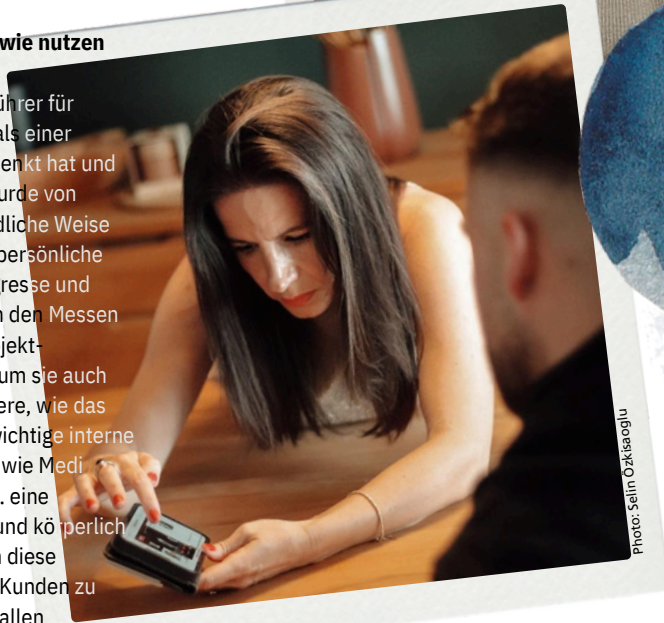 wie nutzen
ührer für
als einer
enkt hat und
urde von
dliche Weise
persönliche
resse und
n den Messen
jekt-
um sie auch
ere, wie das
wichtige interne
wie Medi
. eine
und körperlich
n diese
Kunden zu
allen
Photo: Selin Özkisaoglu